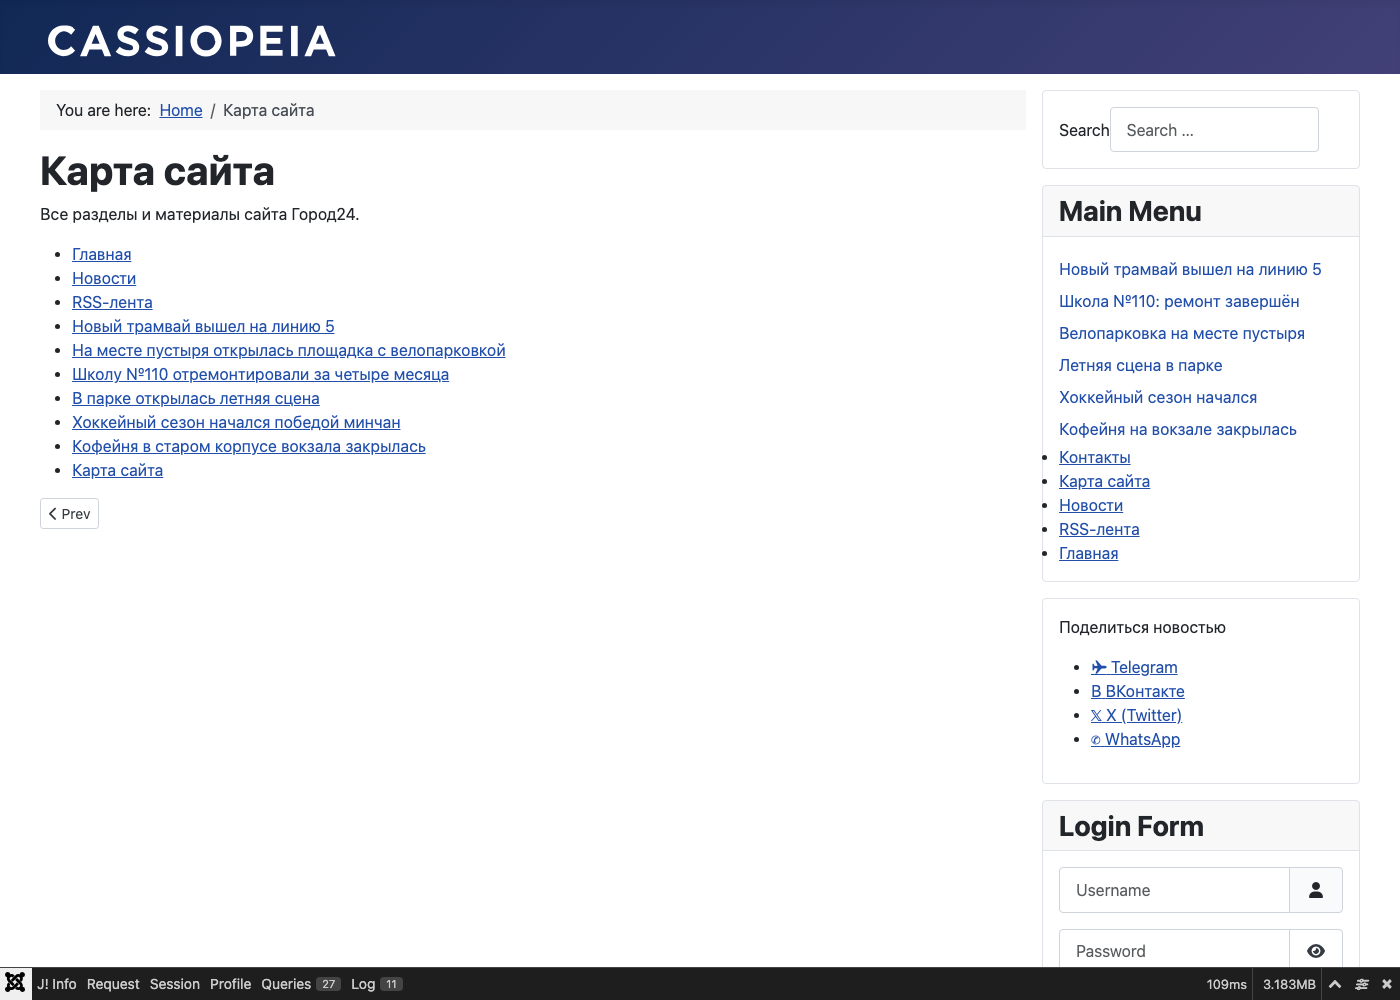 CASSIOPEIA
You are here: Home / Карта сайта
Карта сайта
Все разделы и материалы сайта Город24.
Главная
Новости
RSS-лента
Новый трамвай вышел на линию 5
На месте пустыря открылась площадка с велопарковкой
Школу №110 отремонтировали за четыре месяца
В парке открылась летняя сцена
Хоккейный сезон начался победой минчан
Кофейня в старом корпусе вокзала закрылась
Карта сайта
Prev
Search Search ...
Main Menu
Новый трамвай вышел на линию 5
Школа №110: ремонт завершён
Велопарковка на месте пустыря
Летняя сцена в парке
Хоккейный сезон начался
Кофейня на вокзале закрылась
Контакты
Карта сайта
Новости
RSS-лента
Главная
Поделиться новостью
✈ Telegram
В ВКонтакте
𝕏 X (Twitter)
✆ WhatsApp
Login Form
Username
Password
J! Info Request Session Profile Queries 27 Log 11 109ms 3.183MB